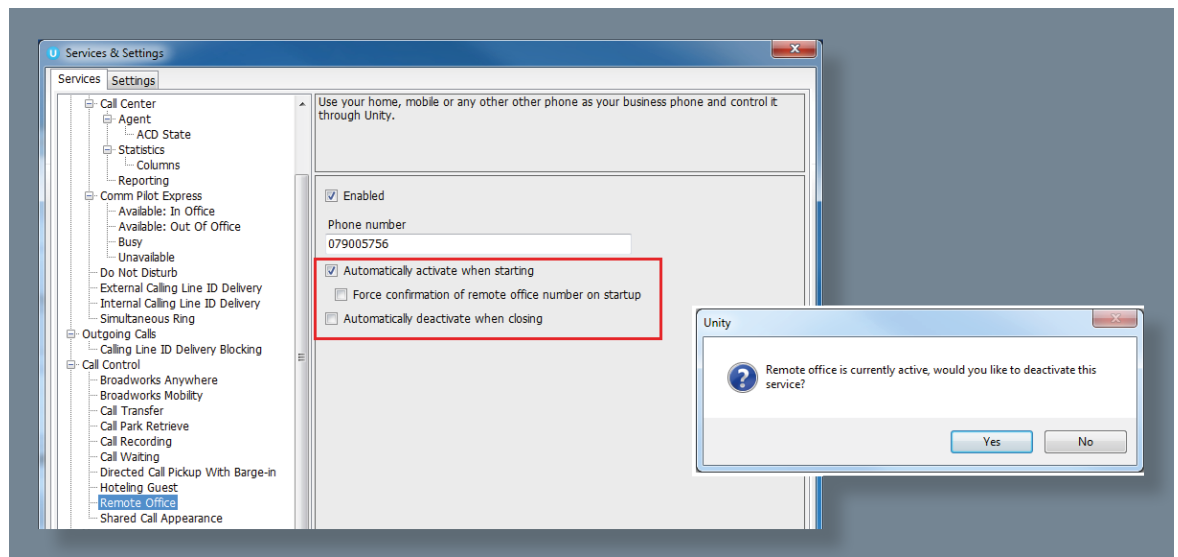 U Services & Settings
Services Settings
Call Center
Agent
ACD State
Statistics
Columns
Reporting
Comm Pilot Express
Available: In Office
Available: Out Of Office
Busy
Unavailable
Do Not Disturb
External Calling Line ID Delivery
Internal Calling Line ID Delivery
Simultaneous Ring
Outgoing Calls
Calling Line ID Delivery Blocking
Call Control
Broadworks Anywhere
Broadworks Mobility
Call Transfer
Call Park Retrieve
Call Recording
Call Waiting
Directed Call Pickup With Barge-in
Hoteling Guest
Remote Office
Shared Call Appearance
Use your home, mobile or any other other phone as your business phone and control it
through Unity.
Enabled
Phone number
079005756
Automatically activate when starting
Force confirmation of remote office number on startup
Automatically deactivate when closing
Unity
Remote office is currently active, would you like to deactivate this
service?
Yes No